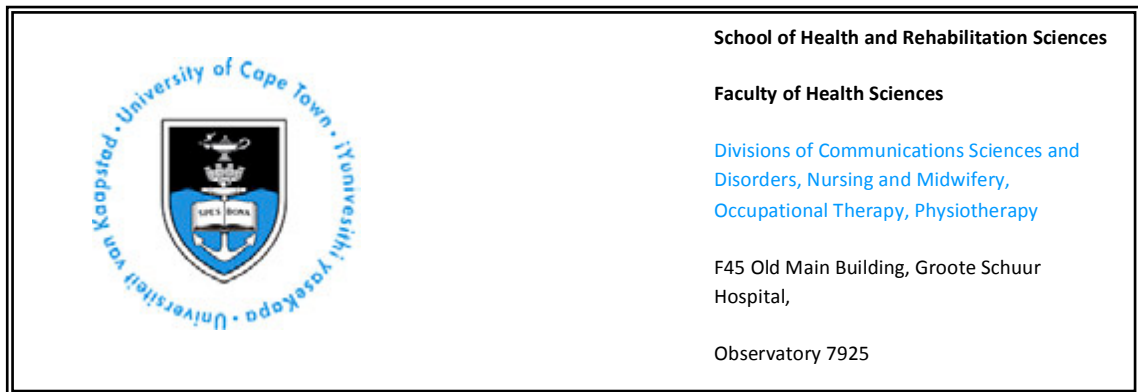 University of Cape Town · iYunivesithi yaseKapa · Universiteit van Kaapstad ·
SPES BONA
School of Health and Rehabilitation Sciences
Faculty of Health Sciences
Divisions of Communications Sciences and
Disorders, Nursing and Midwifery,
Occupational Therapy, Physiotherapy
F45 Old Main Building, Groote Schuur
Hospital,
Observatory 7925